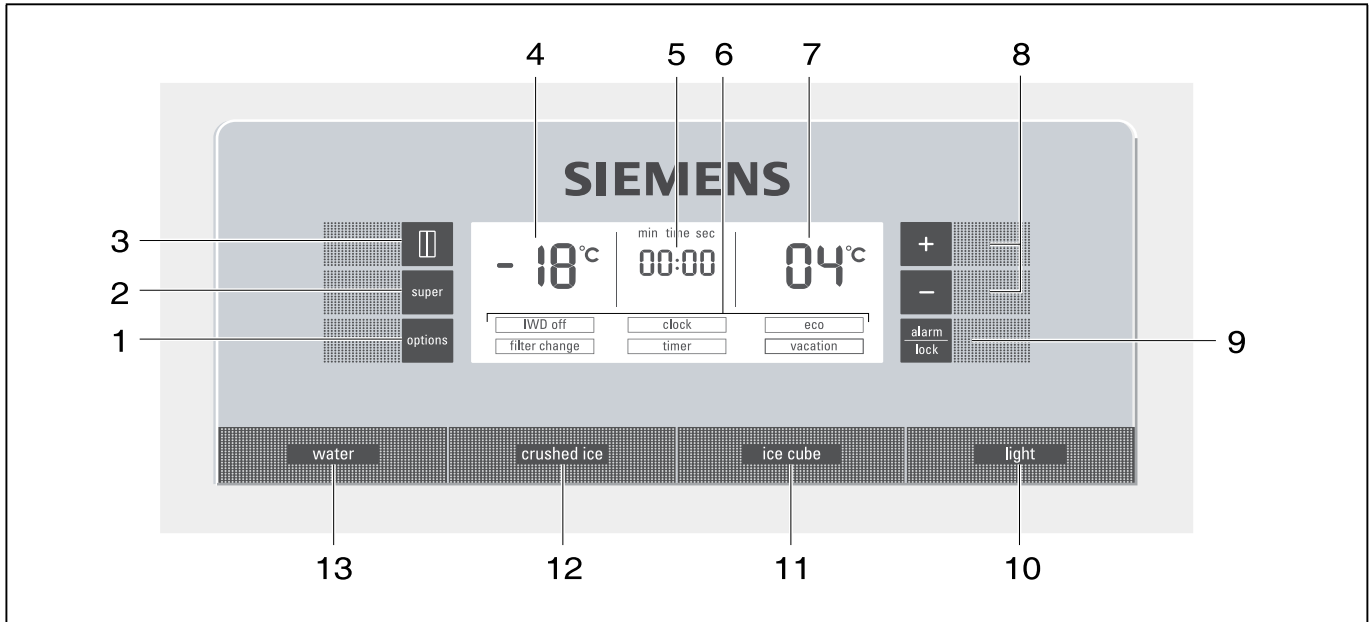 4 5 6 7 8
SIEMENS
3
- 18°C
min time sec
00:00
04°C
+
2
super
−
1
options
IWD off
clock
eco
alarm
lock
9
filter change
timer
vacation
water
crushed ice
ice cube
light
13 12 11 10